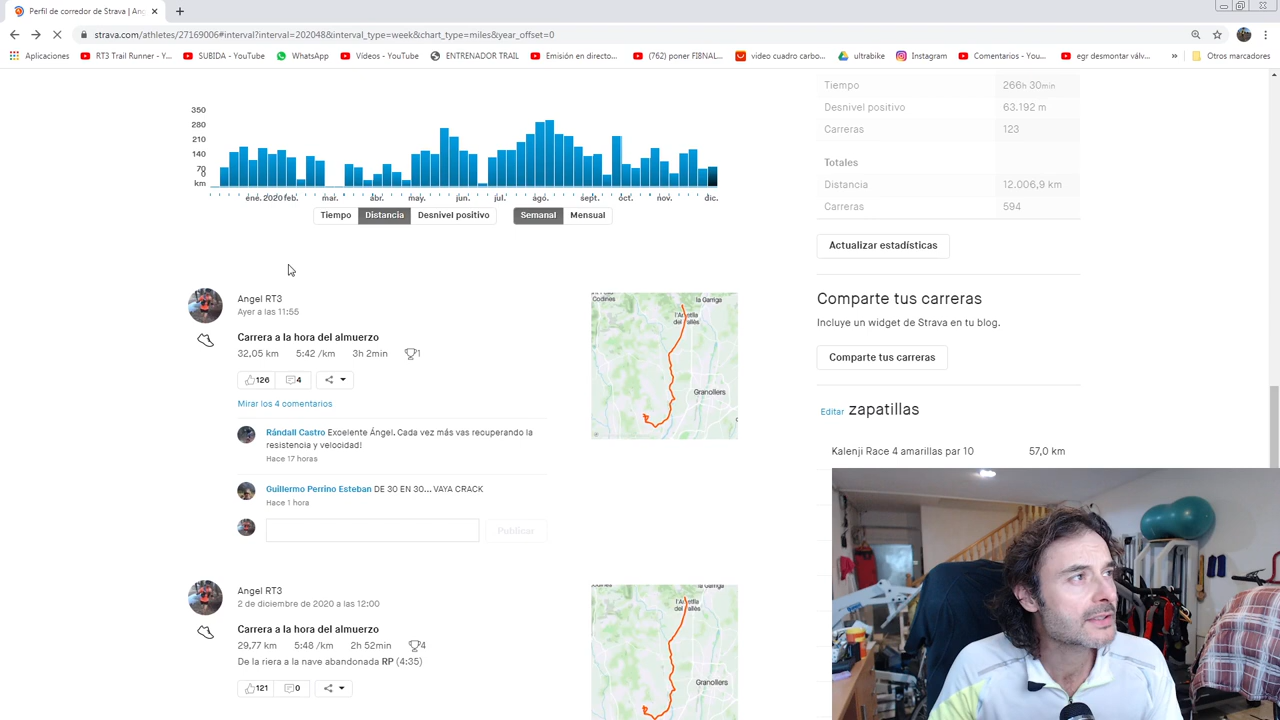 Perfil de corredor de Strava | Ang
strava.com/athletes/27169006#interval?interval=202048&interval_type=week&chart_type=miles&year_offset=0
Aplicaciones
RT3 Trail Runner - Y...
SUBIDA - YouTube
WhatsApp
Vídeos - YouTube
ENTRENADOR TRAIL
Emisión en directo...
(762) poner FI8NAL...
video cuadro carbo...
ultrabike
Instagram
Comentarios - You...
egr desmontar válv...
»
Otros marcadores
350
280
210
140
70
0
km
ene. 2020 feb. mar. abr. may. jun. jul. ago. sept. oct. nov. dic.
Tiempo Distancia Desnivel positivo Semanal Mensual
Angel RT3
Ayer a las 11:55
Carrera a la hora del almuerzo
32,05 km 5:42 /km 3h 2min 1
126 4
Mirar los 4 comentarios
Rándall Castro Excelente Ángel. Cada vez más vas recuperando la
resistencia y velocidad!
Hace 17 horas
Guillermo Perrino Esteban DE 30 EN 30... VAYA CRACK
Hace 1 hora
Publicar
Codines
la Garriga
l'Ametlla
del Vallès
Granollers
Angel RT3
2 de diciembre de 2020 a las 12:00
Carrera a la hora del almuerzo
29,77 km 5:48 /km 2h 52min 4
De la riera a la nave abandonada RP (4:35)
121 0
l'Ametlla
del Vallès
Granollers
Tiempo 266h 30min
Desnivel positivo 63.192 m
Carreras 123
Totales
Distancia 12.006,9 km
Carreras 594
Actualizar estadísticas
Comparte tus carreras
Incluye un widget de Strava en tu blog.
Comparte tus carreras
Editar zapatillas
Kalenji Race 4 amarillas par 10 57,0 km